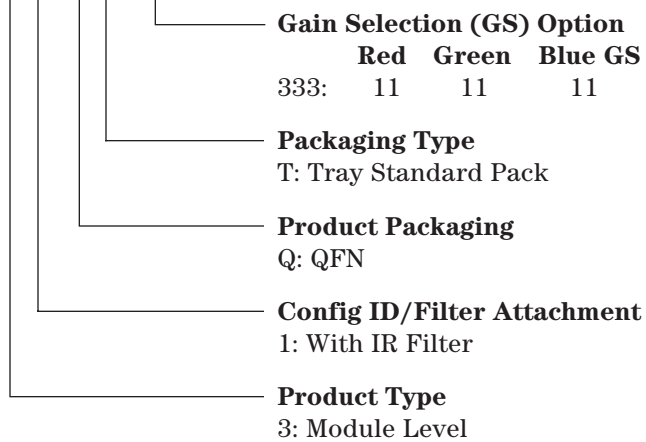 Gain Selection (GS) Option
Red Green Blue GS
333: 11 11 11
Packaging Type
T: Tray Standard Pack
Product Packaging
Q: QFN
Config ID/Filter Attachment
1: With IR Filter
Product Type
3: Module Level